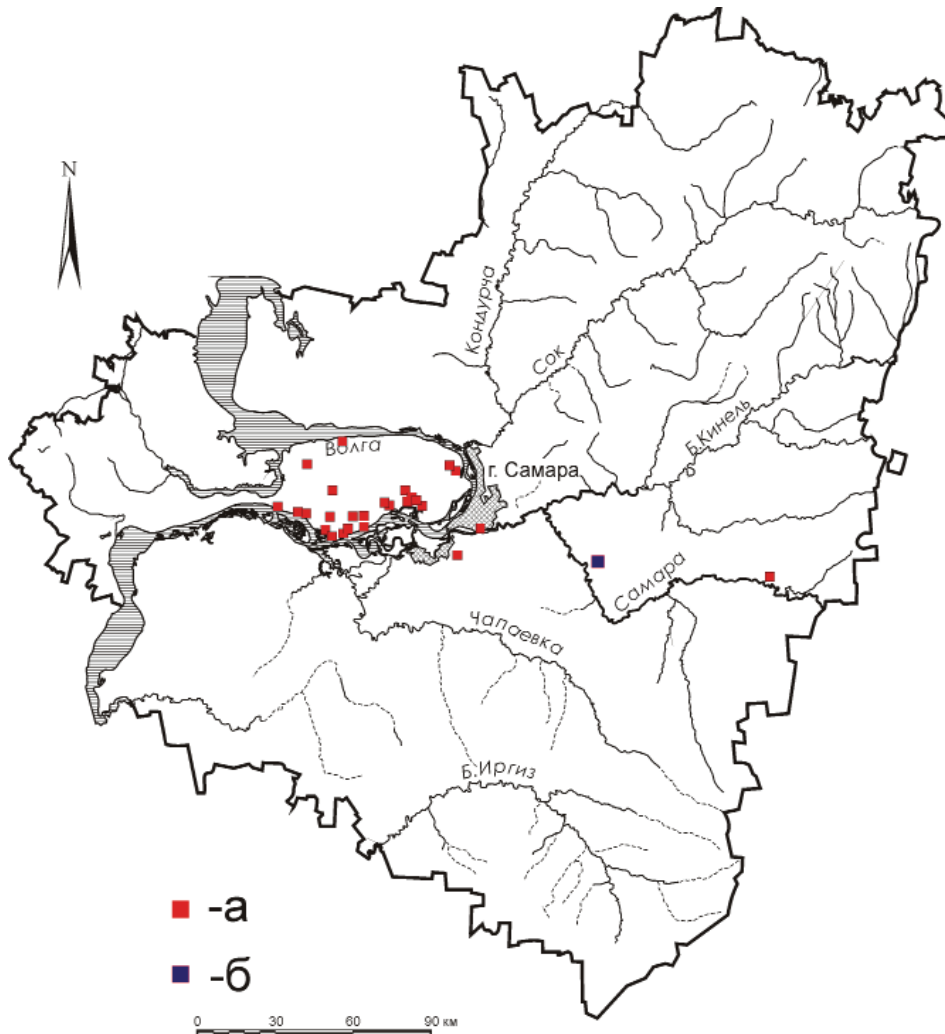 N
Кондурча
Сок
Б.Кинель
Б
Волга
г. Самара
Самара
Чапаевка
Б.Иргиз
-а
-б
0 30 60 90 км